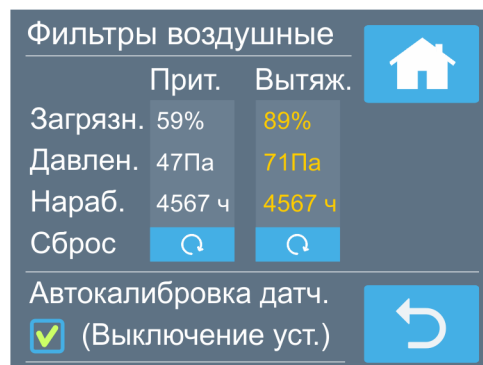 Фильтры воздушные
Прит. Вытяж.
Загрязн. 59% 89%
Давлен. 47Па 71Па
Нараб. 4567 ч 4567 ч
Сброс
Автокалибровка датч.
(Выключение уст.)